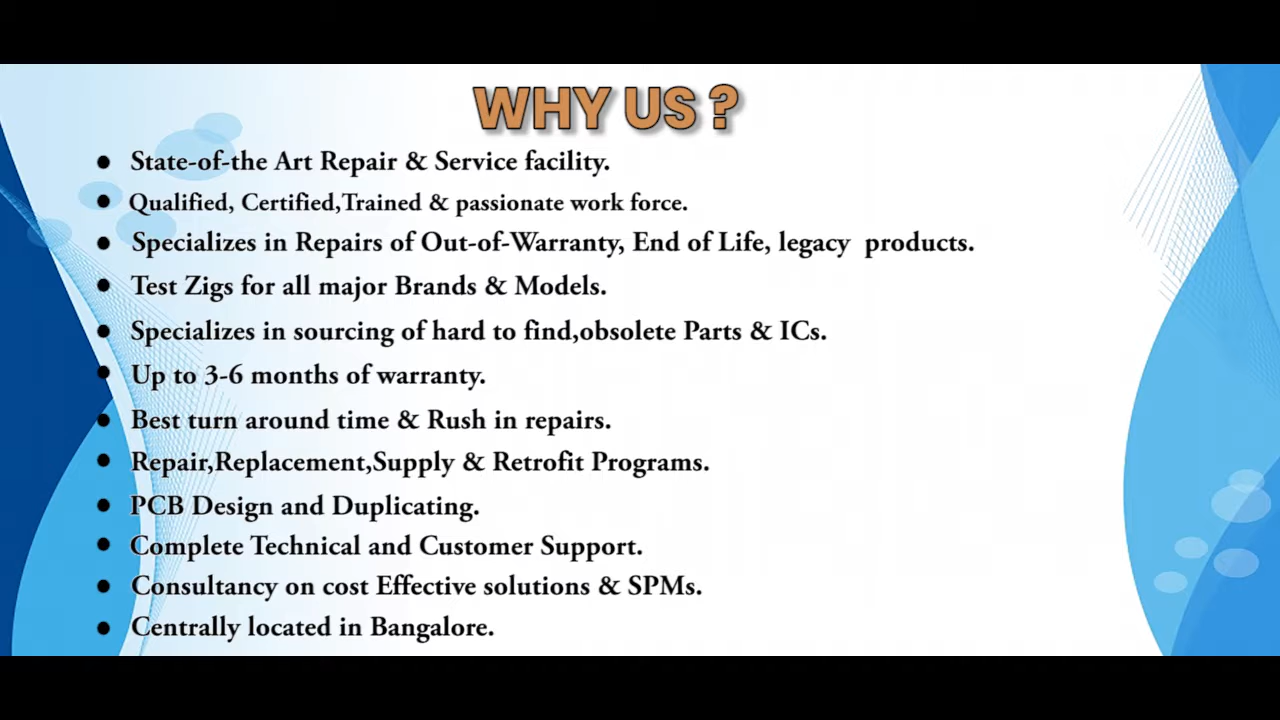 WHY US ?
● State-of-the Art Repair & Service facility.
● Qualified, Certified,Trained & passionate work force.
● Specializes in Repairs of Out-of-Warranty, End of Life, legacy  products.
● Test Zigs for all major Brands & Models.
● Specializes in sourcing of hard to find,obsolete Parts & ICs.
● Up to 3-6 months of warranty.
● Best turn around time & Rush in repairs.
● Repair,Replacement,Supply & Retrofit Programs.
● PCB Design and Duplicating.
● Complete Technical and Customer Support.
● Consultancy on cost Effective solutions & SPMs.
● Centrally located in Bangalore.